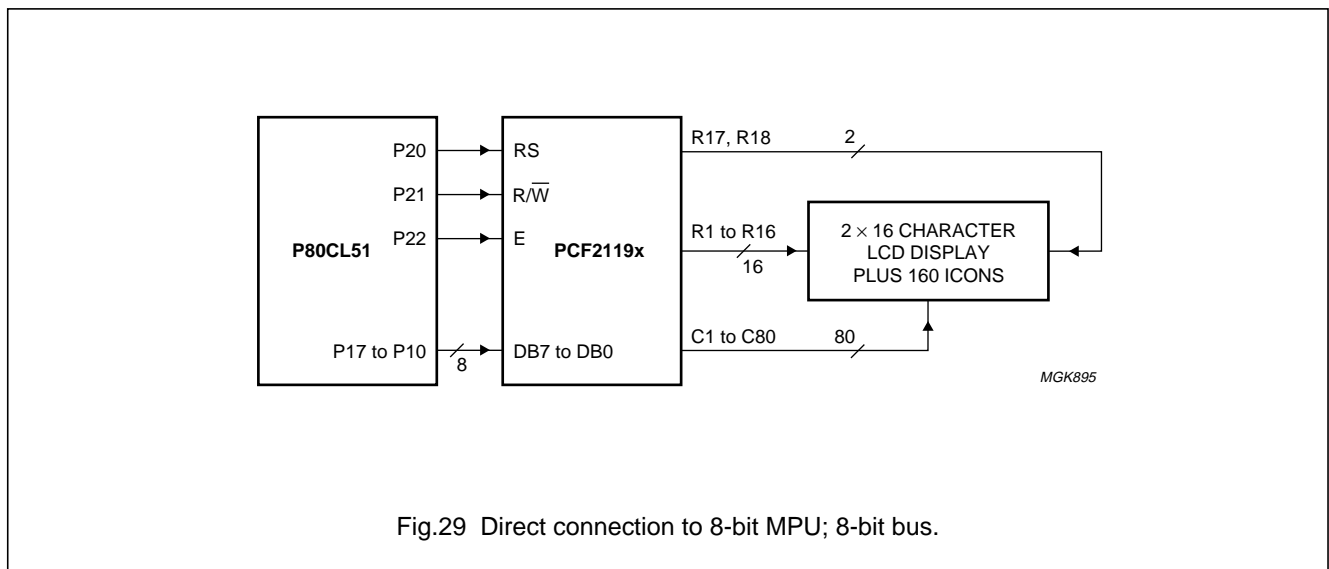 P80CL51
P20
P21
P22
P17 to P10
8
PCF2119x
RS
R/W̅
E
DB7 to DB0
R17, R18
2
R1 to R16
16
C1 to C80
80
2 × 16 CHARACTER
LCD DISPLAY
PLUS 160 ICONS
MGK895
Fig.29 Direct connection to 8-bit MPU; 8-bit bus.